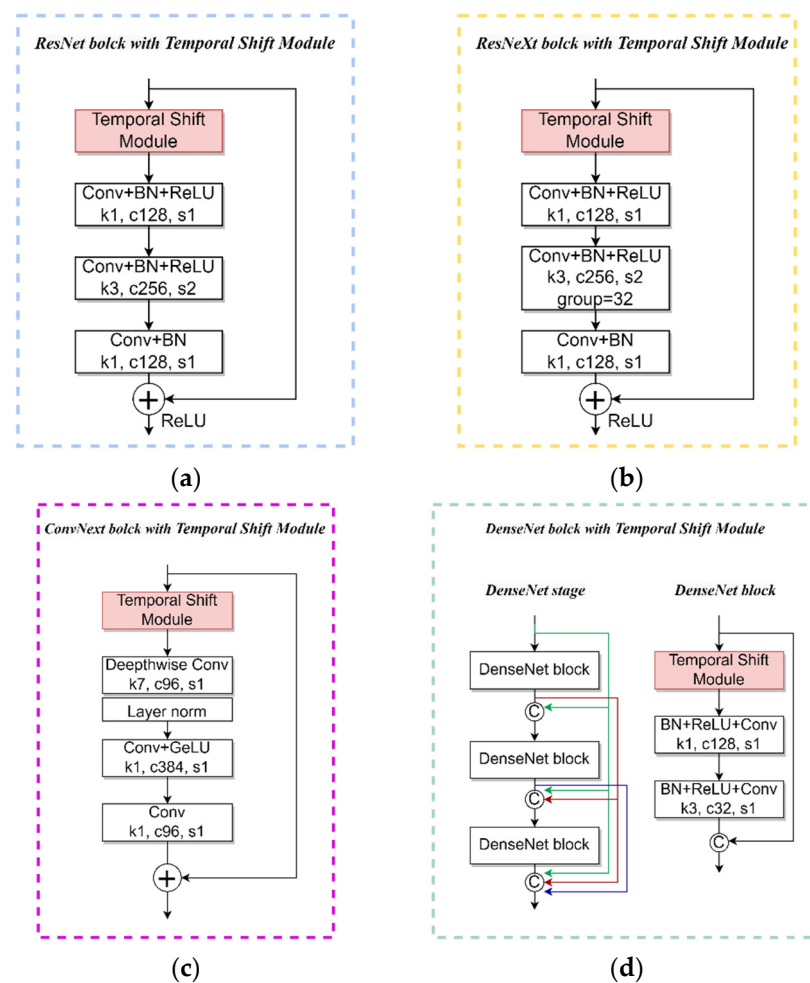 ResNet bolck with Temporal Shift Module
Temporal Shift
Module
Conv+BN+ReLU
k1, c128, s1
Conv+BN+ReLU
k3, c256, s2
Conv+BN
k1, c128, s1
+
ReLU
(a)
ResNeXt bolck with Temporal Shift Module
Temporal Shift
Module
Conv+BN+ReLU
k1, c128, s1
Conv+BN+ReLU
k3, c256, s2
group=32
Conv+BN
k1, c128, s1
+
ReLU
(b)
ConvNext bolck with Temporal Shift Module
Temporal Shift
Module
Deepthwise Conv
k7, c96, s1
Layer norm
Conv+GeLU
k1, c384, s1
Conv
k1, c96, s1
+
(c)
DenseNet bolck with Temporal Shift Module
DenseNet stage
DenseNet block
C
DenseNet block
C
DenseNet block
C
DenseNet block
Temporal Shift
Module
BN+ReLU+Conv
k1, c128, s1
BN+ReLU+Conv
k3, c32, s1
C
(d)